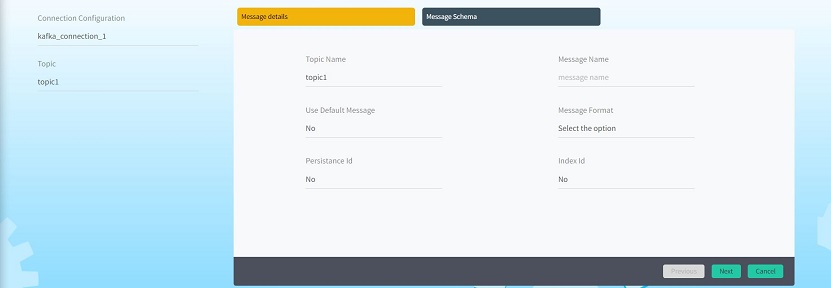 Connection Configuration
kafka_connection_1
Topic
topic1
Message details
Message Schema
Topic Name
Message Name
topic1
message name
Use Default Message
Message Format
No
Select the option
Persistance Id
Index Id
No
No
Previous
Next
Cancel